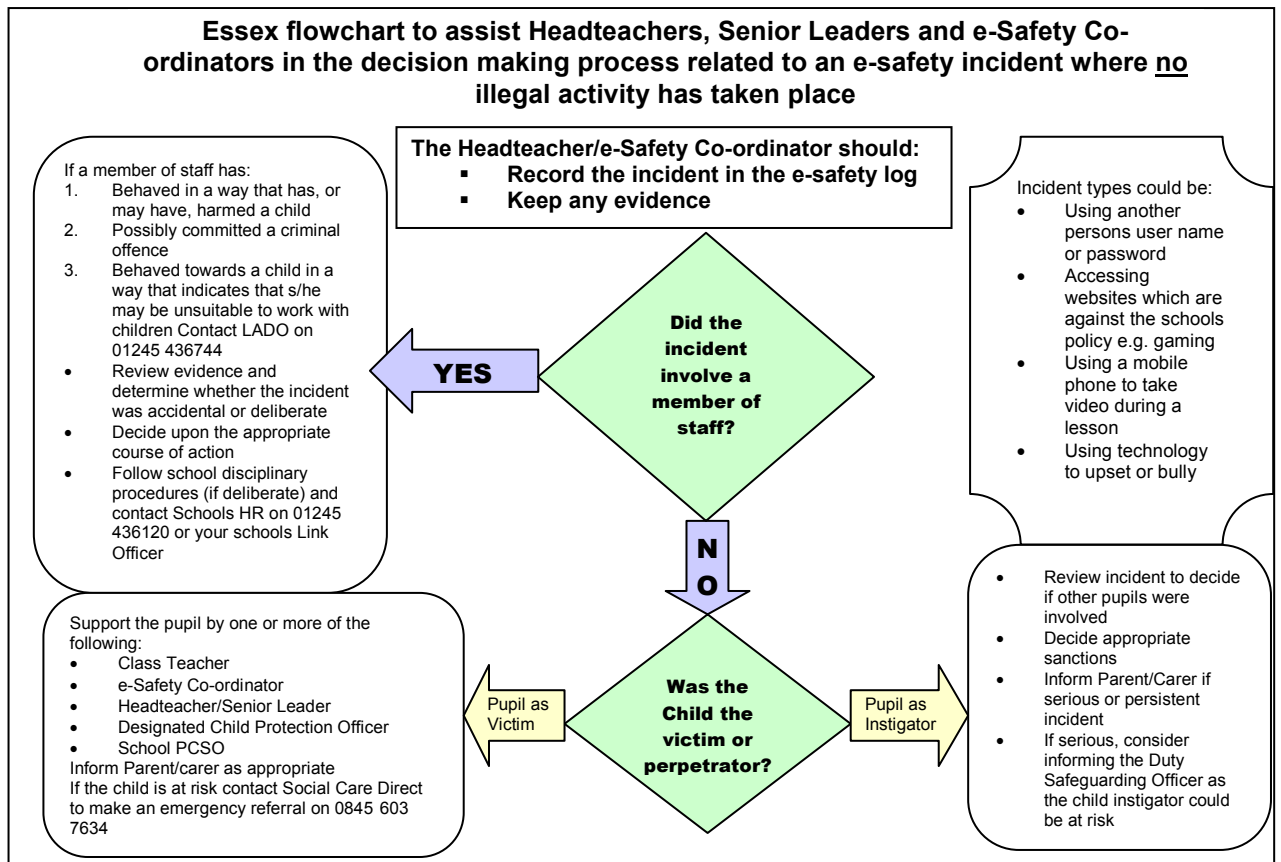 Essex flowchart to assist Headteachers, Senior Leaders and e-Safety Co-
ordinators in the decision making process related to an e-safety incident where no
illegal activity has taken place
The Headteacher/e-Safety Co-ordinator should:
▪ Record the incident in the e-safety log
▪ Keep any evidence
If a member of staff has:
1. Behaved in a way that has, or
may have, harmed a child
2. Possibly committed a criminal
offence
3. Behaved towards a child in a
way that indicates that s/he
may be unsuitable to work with
children Contact LADO on
01245 436744
• Review evidence and
determine whether the incident
was accidental or deliberate
• Decide upon the appropriate
course of action
• Follow school disciplinary
procedures (if deliberate) and
contact Schools HR on 01245
436120 or your schools Link
Officer
YES
Did the
incident
involve a
member of
staff?
Incident types could be:
• Using another
persons user name
or password
• Accessing
websites which are
against the schools
policy e.g. gaming
• Using a mobile
phone to take
video during a
lesson
• Using technology
to upset or bully
N
O
Support the pupil by one or more of the
following:
• Class Teacher
• e-Safety Co-ordinator
• Headteacher/Senior Leader
• Designated Child Protection Officer
• School PCSO
Inform Parent/carer as appropriate
If the child is at risk contact Social Care Direct
to make an emergency referral on 0845 603
7634
Pupil as
Victim
Was the
Child the
victim or
perpetrator?
Pupil as
Instigator
• Review incident to decide
if other pupils were
involved
• Decide appropriate
sanctions
• Inform Parent/Carer if
serious or persistent
incident
• If serious, consider
informing the Duty
Safeguarding Officer as
the child instigator could
be at risk